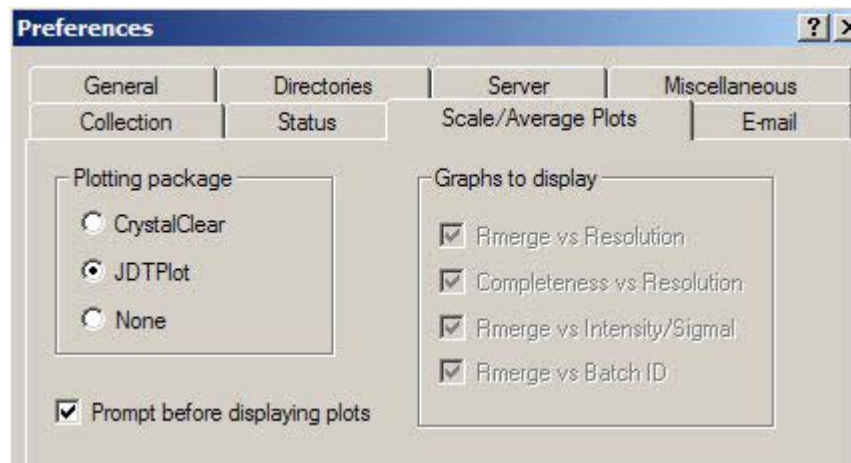 Preferences
General Directories Server Miscellaneous
Collection Status Scale/Average Plots E-mail
Plotting package
CrystalClear
JDTPlot
None
Prompt before displaying plots
Graphs to display
Rmerge vs Resolution
Completeness vs Resolution
Rmerge vs Intensity/SigmaI
Rmerge vs Batch ID